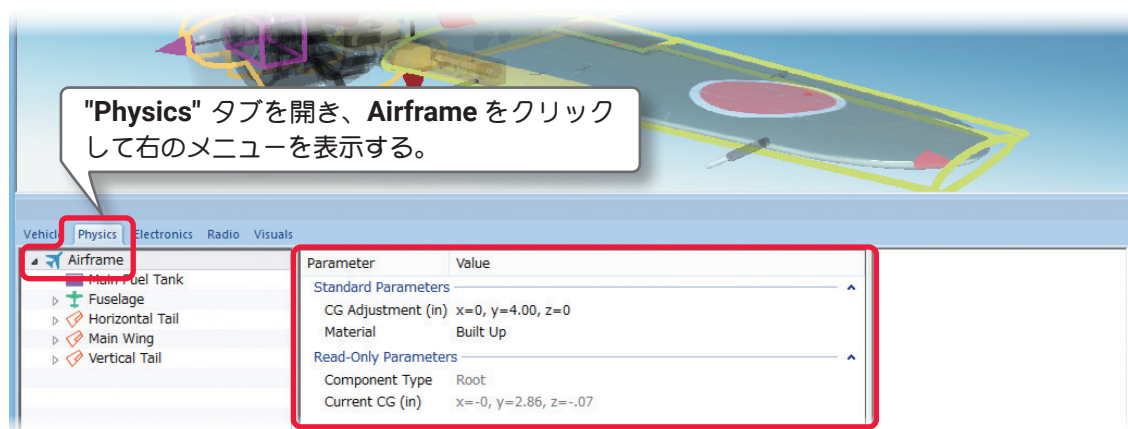 "Physics" タブを開き、Airframe をクリック
して右のメニューを表示する。
Vehicle Physics Electronics Radio Visuals
Airframe
Main Fuel Tank
Fuselage
Horizontal Tail
Main Wing
Vertical Tail
Parameter Value
Standard Parameters
CG Adjustment (in) x=0, y=4.00, z=0
Material Built Up
Read-Only Parameters
Component Type Root
Current CG (in) x=-0, y=2.86, z=-.07